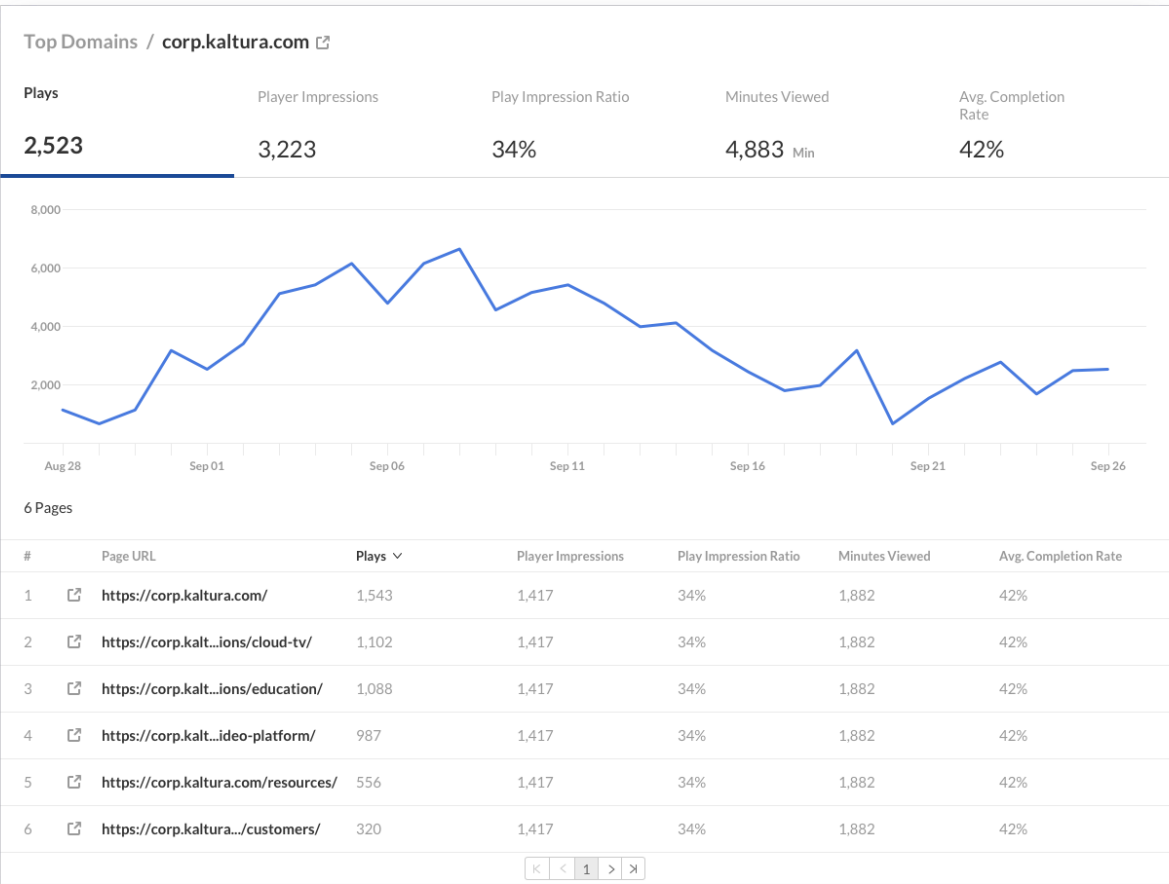 Top Domains / corp.kaltura.com
Plays
Player Impressions
Play Impression Ratio
Minutes Viewed
Avg. Completion
Rate
2,523
3,223
34%
4,883 Min
42%
8,000
6,000
4,000
2,000
Aug 28 Sep 01 Sep 06 Sep 11 Sep 16 Sep 21 Sep 26
6 Pages
# Page URL Plays Player Impressions Play Impression Ratio Minutes Viewed Avg. Completion Rate
1 https://corp.kaltura.com/ 1,543 1,417 34% 1,882 42%
2 https://corp.kalt...ions/cloud-tv/ 1,102 1,417 34% 1,882 42%
3 https://corp.kalt...ions/education/ 1,088 1,417 34% 1,882 42%
4 https://corp.kalt...ideo-platform/ 987 1,417 34% 1,882 42%
5 https://corp.kaltura.com/resources/ 556 1,417 34% 1,882 42%
6 https://corp.kaltura.../customers/ 320 1,417 34% 1,882 42%
1